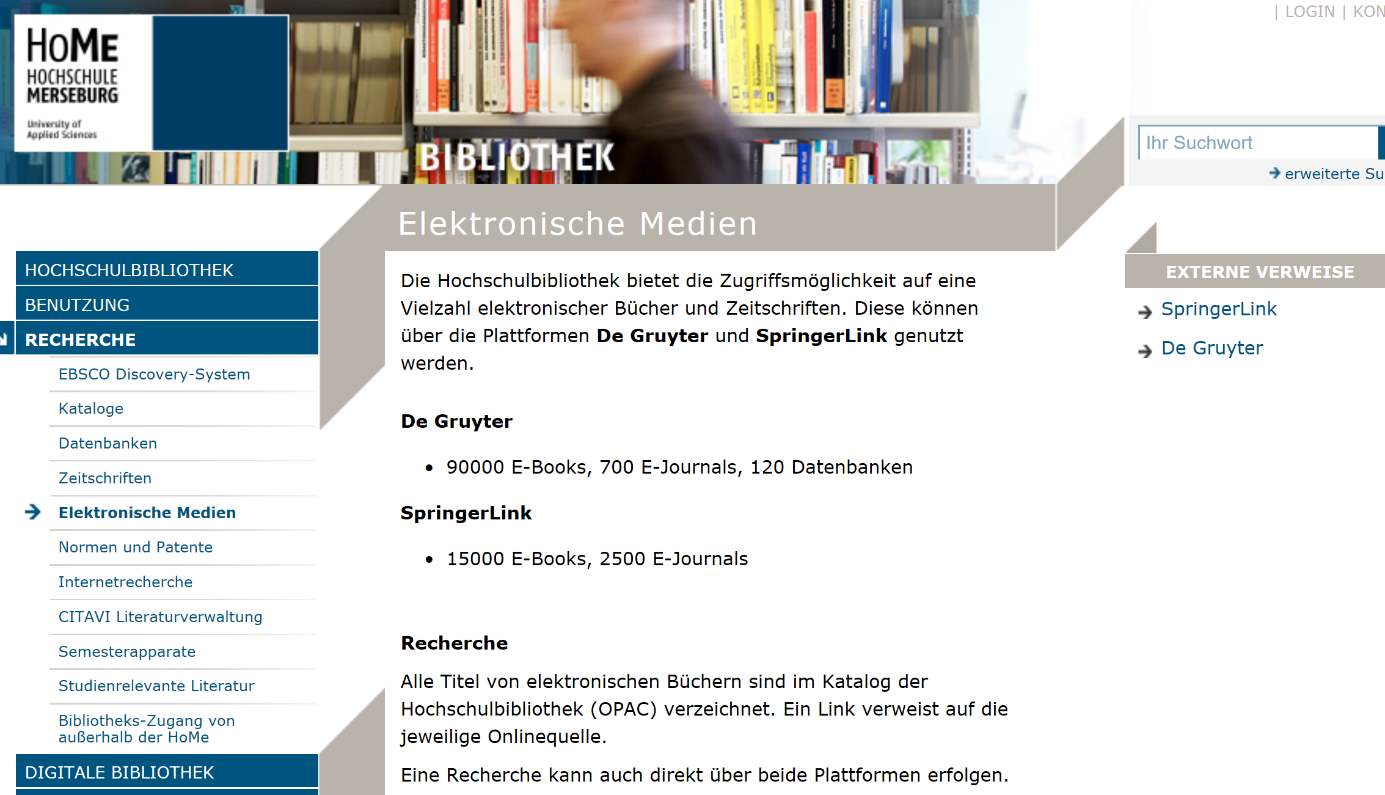 HOME
HOCHSCHULE
MERSEBURG
University of
Applied Sciences
BIBLIOTHEK
| LOGIN | KON
Ihr Suchwort
erweiterte Su
Elektronische Medien
HOCHSCHULBIBLIOTHEK
BENUTZUNG
RECHERCHE
EBSCO Discovery-System
Kataloge
Datenbanken
Zeitschriften
Elektronische Medien
Normen und Patente
Internetrecherche
CITAVI Literaturverwaltung
Semesterapparate
Studienrelevante Literatur
Bibliotheks-Zugang von
außerhalb der HoMe
DIGITALE BIBLIOTHEK
Die Hochschulbibliothek bietet die Zugriffsmöglichkeit auf eine
Vielzahl elektronischer Bücher und Zeitschriften. Diese können
über die Plattformen De Gruyter und SpringerLink genutzt
werden.
De Gruyter
• 90000 E-Books, 700 E-Journals, 120 Datenbanken
SpringerLink
• 15000 E-Books, 2500 E-Journals
Recherche
Alle Titel von elektronischen Büchern sind im Katalog der
Hochschulbibliothek (OPAC) verzeichnet. Ein Link verweist auf die
jeweilige Onlinequelle.
Eine Recherche kann auch direkt über beide Plattformen erfolgen.
EXTERNE VERWEISE
SpringerLink
De Gruyter